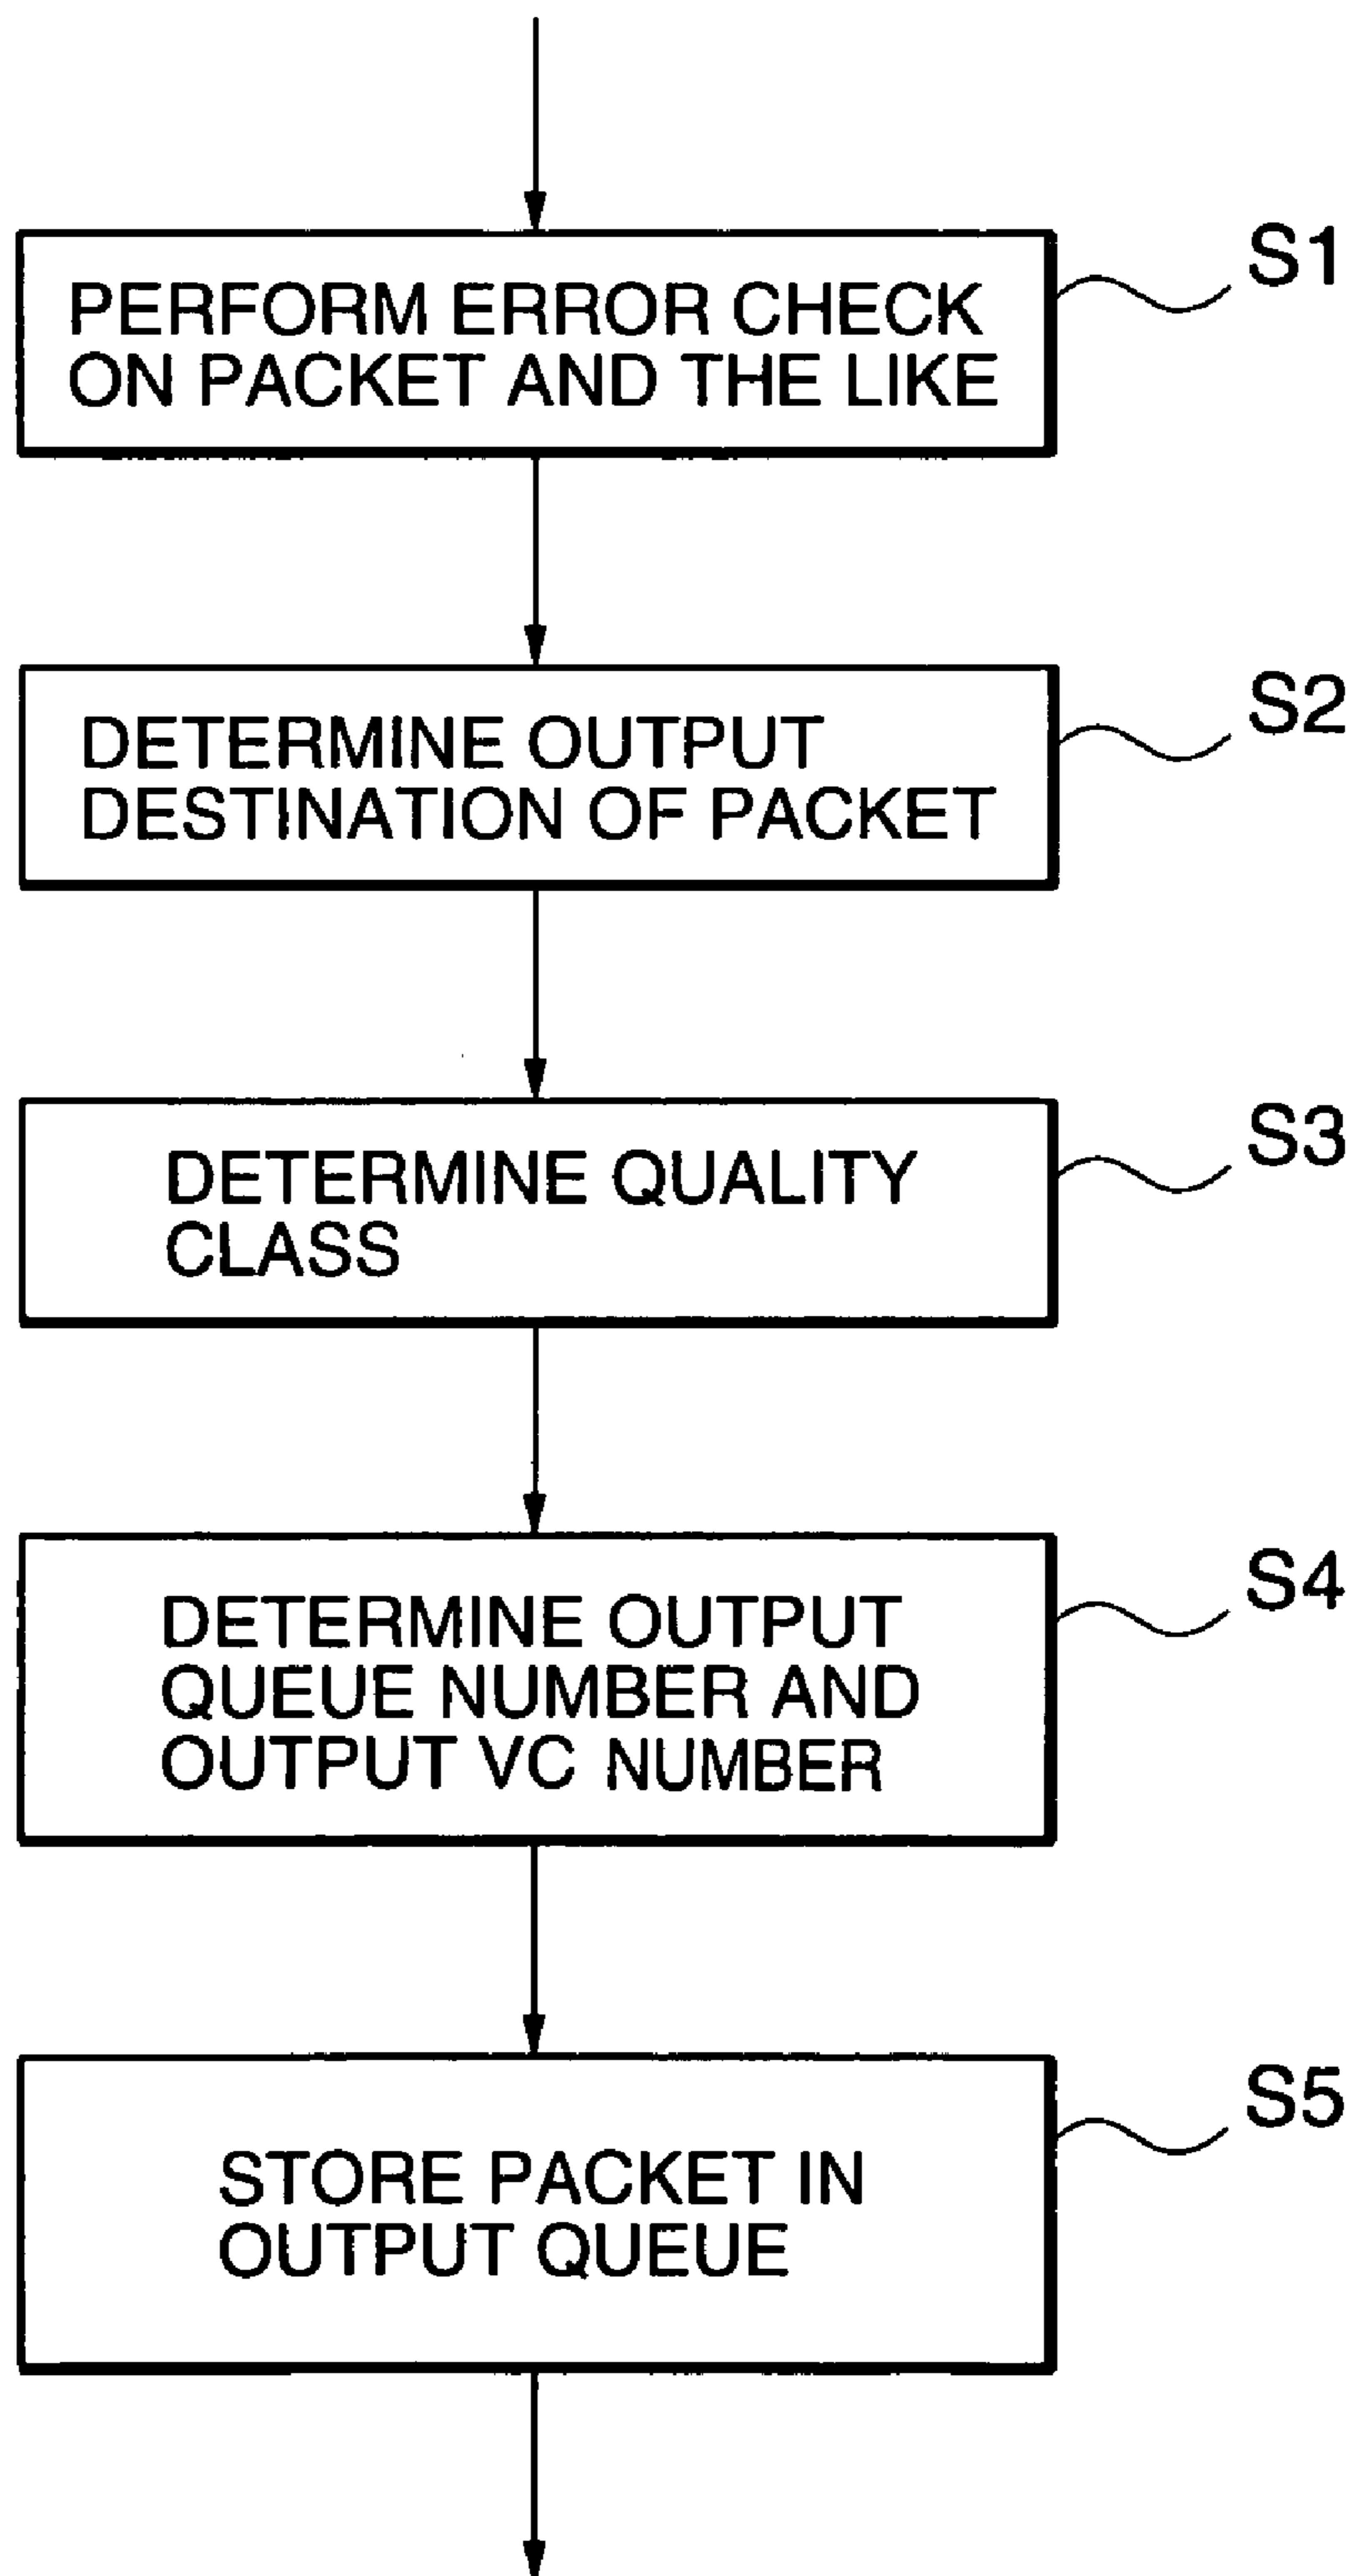 S1
PERFORM ERROR CHECK
ON PACKET AND THE LIKE
S2
DETERMINE OUTPUT
DESTINATION OF PACKET
S3
DETERMINE QUALITY
CLASS
S4
DETERMINE OUTPUT
QUEUE NUMBER AND
OUTPUT VC NUMBER
S5
STORE PACKET IN
OUTPUT QUEUE